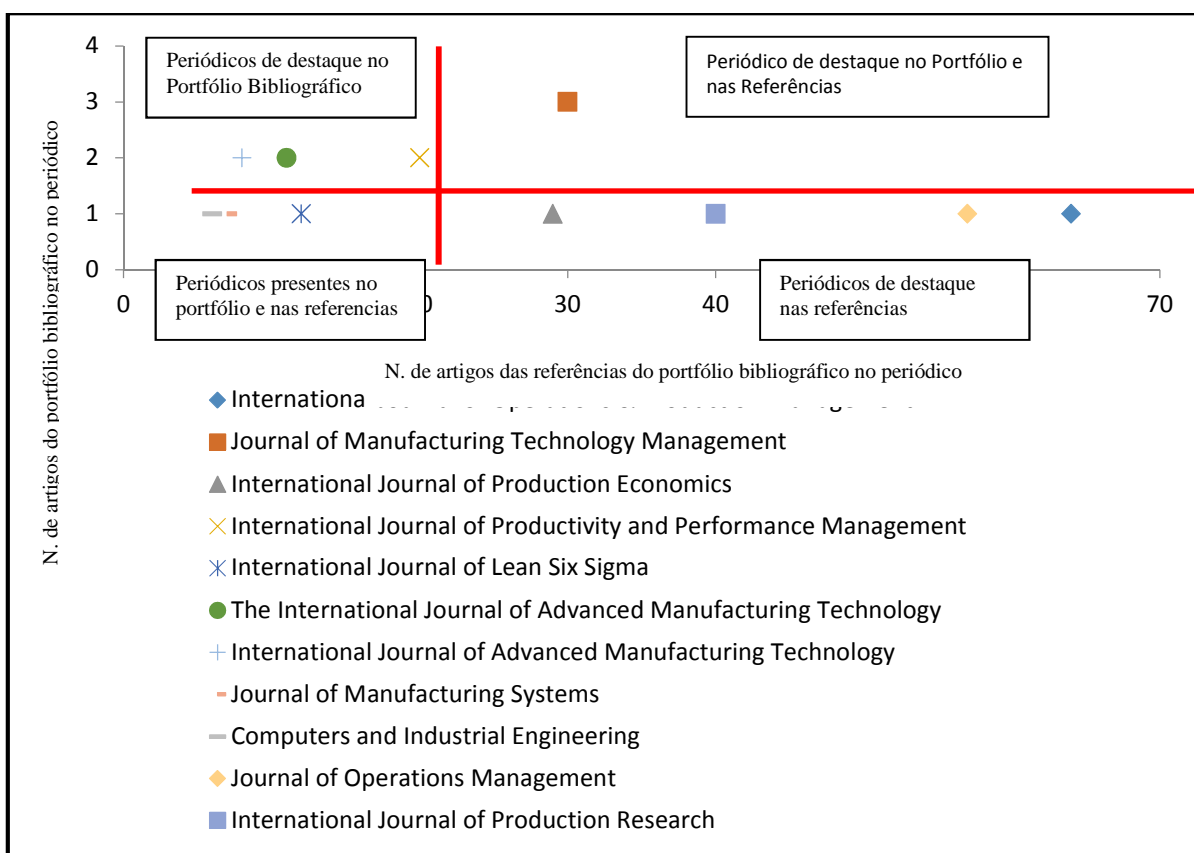 Periódicos de destaque no
Portfólio Bibliográfico
Periódico de destaque no Portfólio e
nas Referências
N. de artigos do portfólio bibliográfico no periódico
4
3
2
1
0
Periódicos presentes no
portfólio e nas referencias
Periódicos de destaque
nas referências
0
30
40
70
N. de artigos das referências do portfólio bibliográfico no periódico
Journal of Manufacturing Technology Management
International Journal of Production Economics
International Journal of Productivity and Performance Management
International Journal of Lean Six Sigma
The International Journal of Advanced Manufacturing Technology
International Journal of Advanced Manufacturing Technology
Journal of Manufacturing Systems
Computers and Industrial Engineering
Journal of Operations Management
International Journal of Production Research